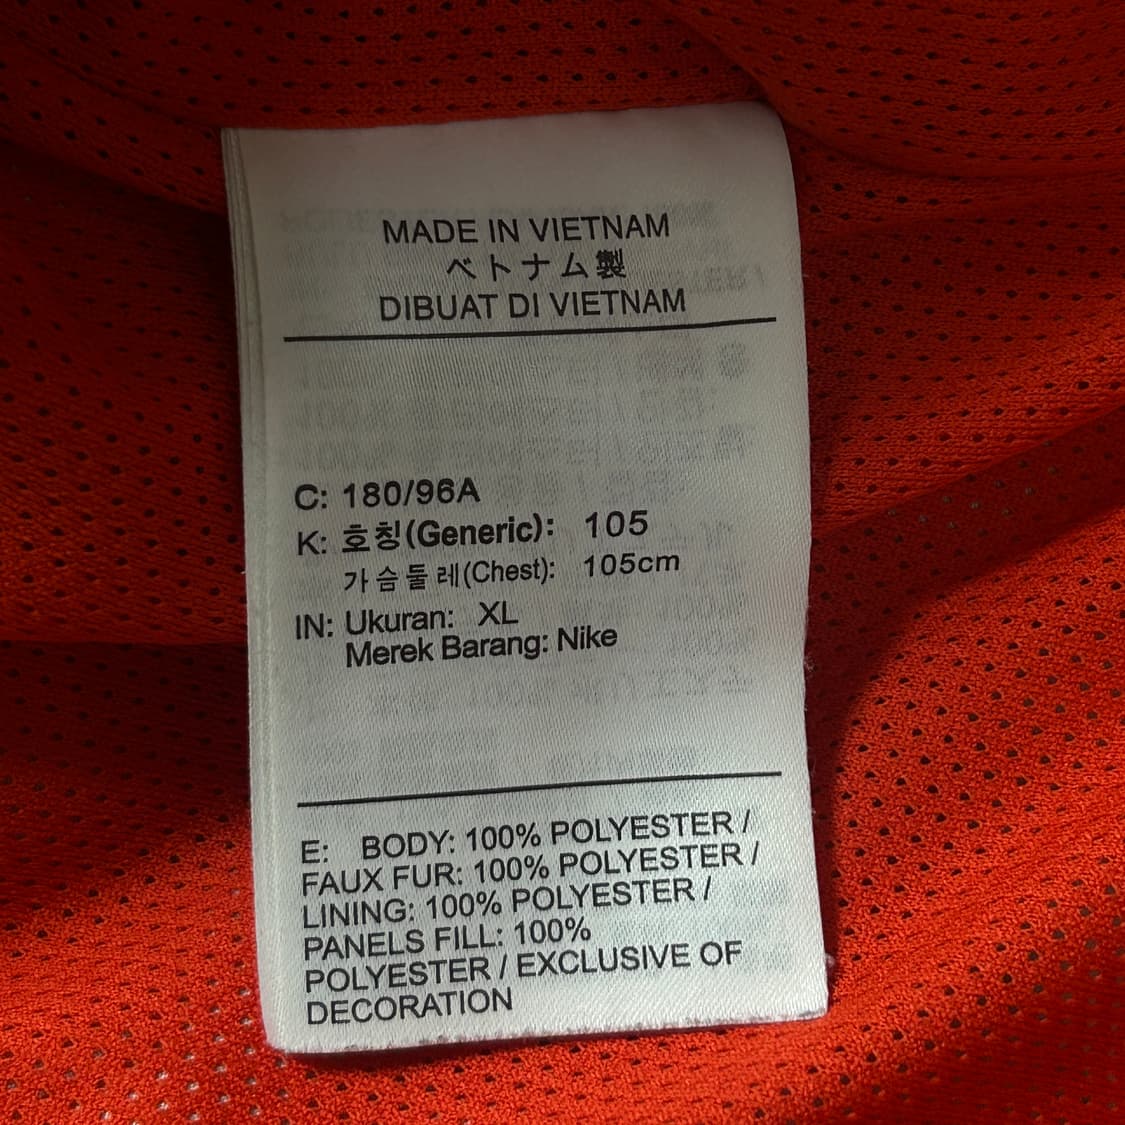 MADE IN VIETNAM
ベトナム製
DIBUAT DI VIETNAM
C: 180/96A
K: 호칭(Generic): 105
가슴둘레(Chest): 105cm
IN: Ukuran: XL
Merek Barang: Nike
E: BODY: 100% POLYESTER /
FAUX FUR: 100% POLYESTER /
LINING: 100% POLYESTER /
PANELS FILL: 100%
POLYESTER / EXCLUSIVE OF
DECORATION